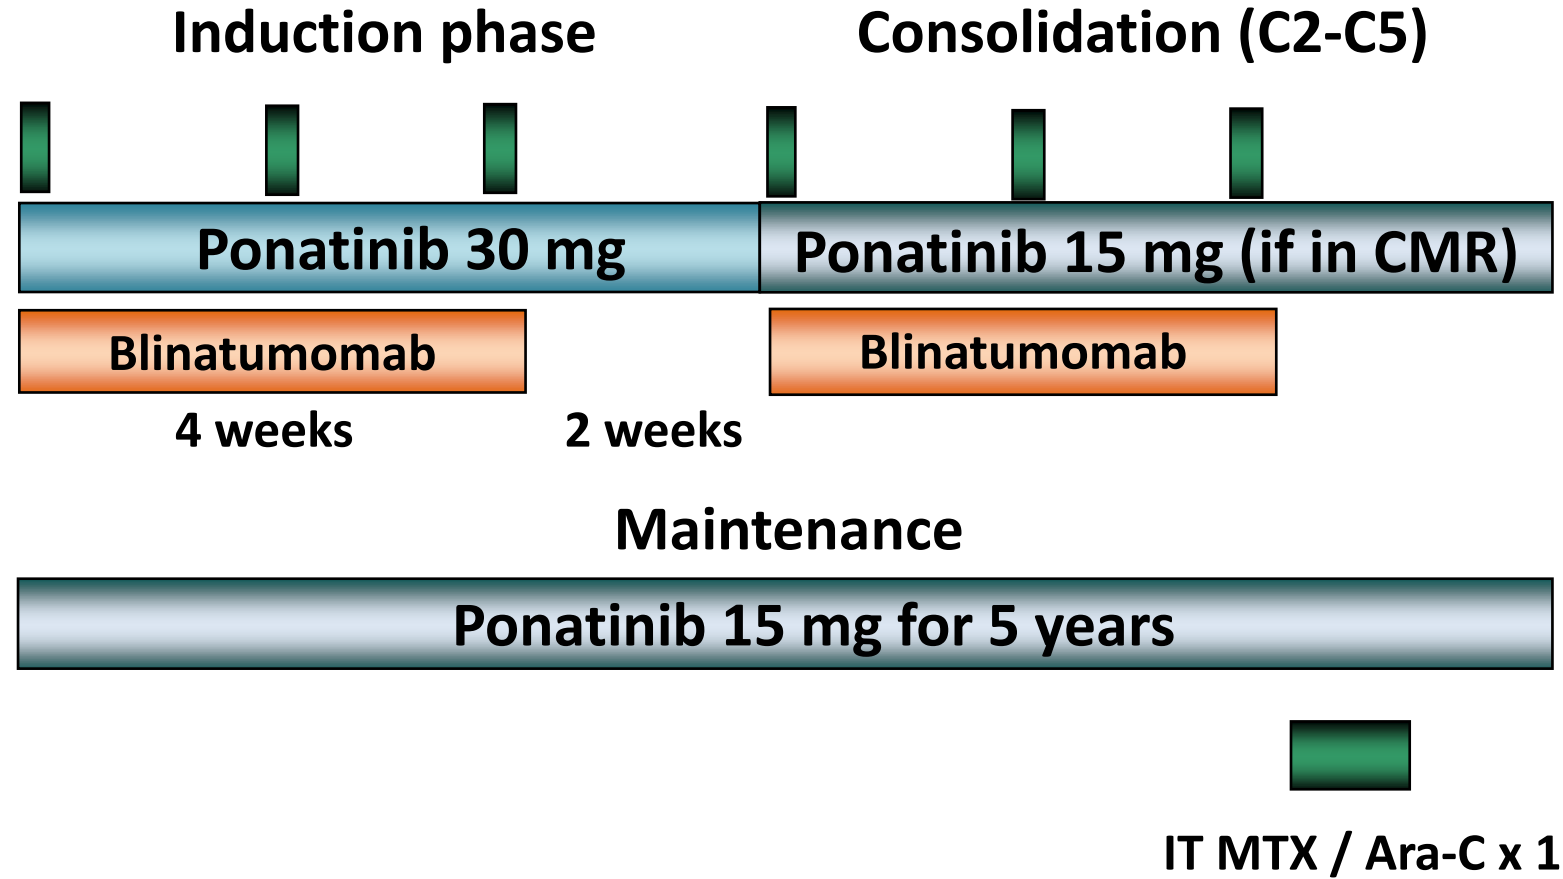 Induction phase
Consolidation (C2-C5)
Ponatinib 30 mg
Ponatinib 15 mg (if in CMR)
Blinatumomab
Blinatumomab
4 weeks
2 weeks
Maintenance
Ponatinib 15 mg for 5 years
IT MTX / Ara-C x 1